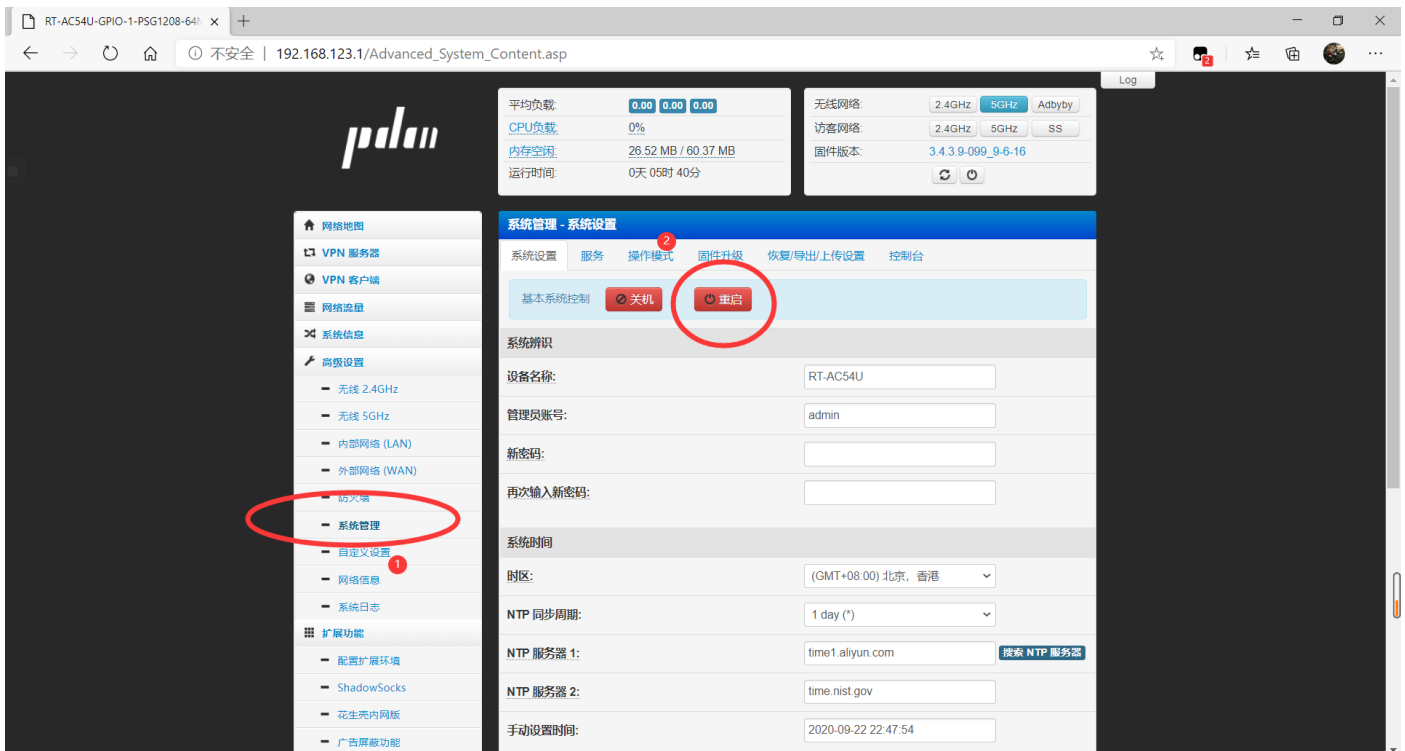 RT-AC54U-GPIO-1-PSG1208-64
不安全 | 192.168.123.1/Advanced_System_Content.asp
2
Log
pdcn
平均负载: 0.00 0.00 0.00
CPU负载: 0%
内存空闲: 26.52 MB / 60.37 MB
运行时间: 0天 05时 40分
无线网络: 2.4GHz 5GHz Adbyby
访客网络: 2.4GHz 5GHz SS
固件版本: 3.4.3.9-099_9-6-16
网络地图
VPN 服务器
VPN 客户端
网络流量
系统信息
高级设置
无线 2.4GHz
无线 5GHz
内部网络 (LAN)
外部网络 (WAN)
防火墙
系统管理
自定义设置
1
网络信息
系统日志
扩展功能
配置扩展环境
ShadowSocks
花生壳内网版
广告屏蔽功能
系统管理 - 系统设置
2
系统设置 服务 操作模式 固件升级 恢复/导出/上传设置 控制台
基本系统控制 关机 重启
系统辨识
设备名称: RT-AC54U
管理员账号: admin
新密码:
再次输入新密码:
系统时间
时区: (GMT+08:00) 北京，香港
NTP 同步周期: 1 day (*)
NTP 服务器 1: time1.aliyun.com 搜索 NTP 服务器
NTP 服务器 2: time.nist.gov
手动设置时间: 2020-09-22 22:47:54